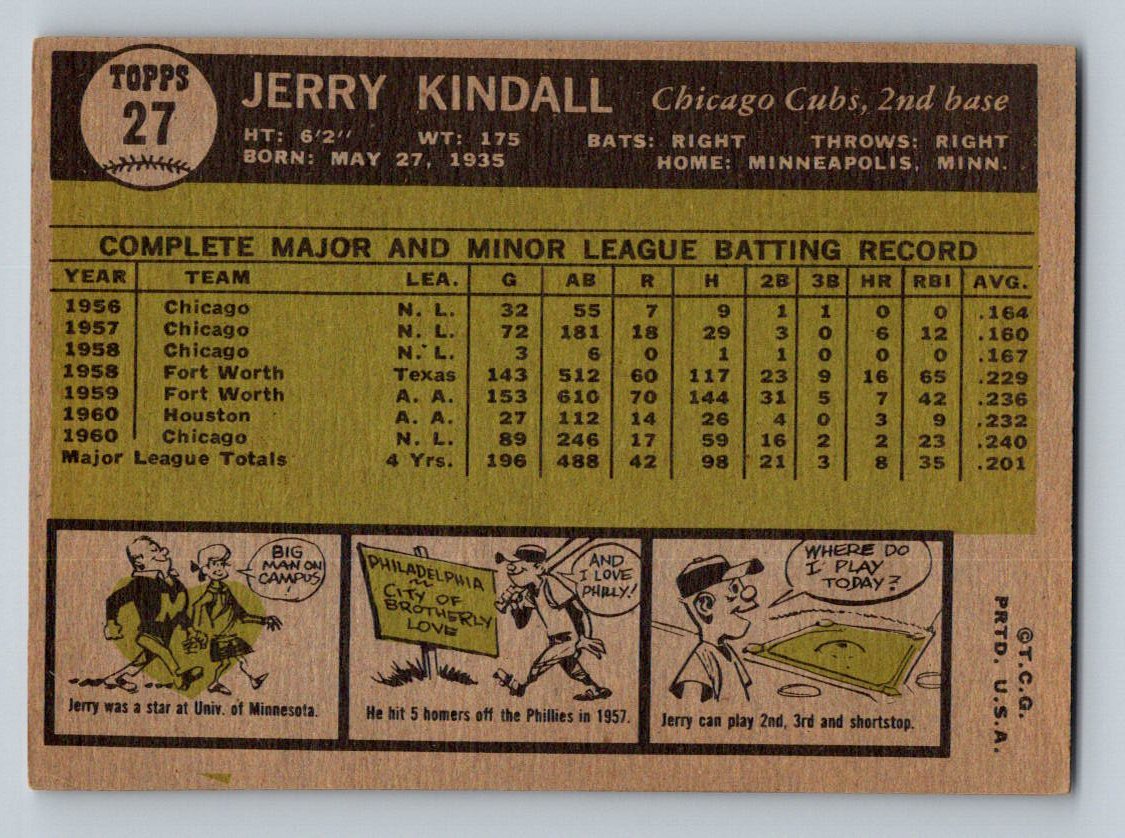 TOPPS
27
JERRY KINDALL Chicago Cubs, 2nd base
HT: 6'2" WT: 175 BATS: RIGHT THROWS: RIGHT
BORN: MAY 27, 1935 HOME: MINNEAPOLIS, MINN.
COMPLETE MAJOR AND MINOR LEAGUE BATTING RECORD
YEAR TEAM LEA. G AB R H 2B 3B HR RBI AVG.
1956 Chicago N. L. 32 55 7 9 1 1 0 0 .164
1957 Chicago N. L. 72 181 18 29 3 0 6 12 .160
1958 Chicago N. L. 3 6 0 1 1 0 0 0 .167
1958 Fort Worth Texas 143 512 60 117 23 9 16 65 .229
1959 Fort Worth A. A. 153 610 70 144 31 5 7 42 .236
1960 Houston A. A. 27 112 14 26 4 0 3 9 .232
1960 Chicago N. L. 89 246 17 59 16 2 2 23 .240
Major League Totals 4 Yrs. 196 488 42 98 21 3 8 35 .201
BIG
MAN ON
CAMPUS
!
M
Jerry was a star at Univ. of Minnesota.
PHILADELPHIA
~
CITY OF
BROTHERLY
LOVE
AND
I LOVE
PHILLY!
He hit 5 homers off the Phillies in 1957.
WHERE DO
I PLAY
TODAY?
Jerry can play 2nd, 3rd and shortstop.
©T.C.G.
PRTD. U.S.A.